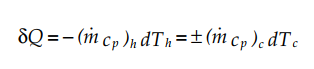 δQ = −(ṁ c_p)_h dT_h = ±(ṁ c_p)_c dT_c